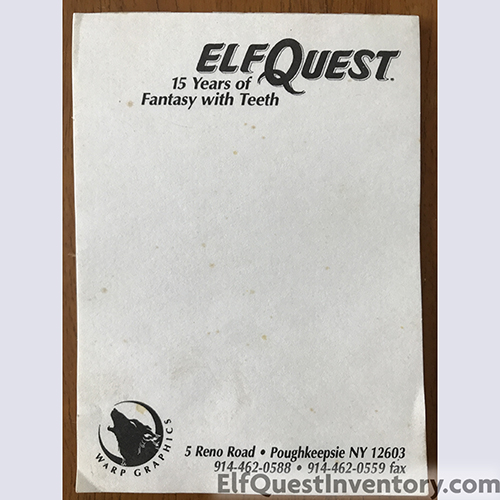 ELFQUEST
15 Years of
Fantasy with Teeth
WARP GRAPHICS
5 Reno Road • Poughkeepsie NY 12603
914-462-0588 • 914-462-0559 fax
ElfQuestInventory.com